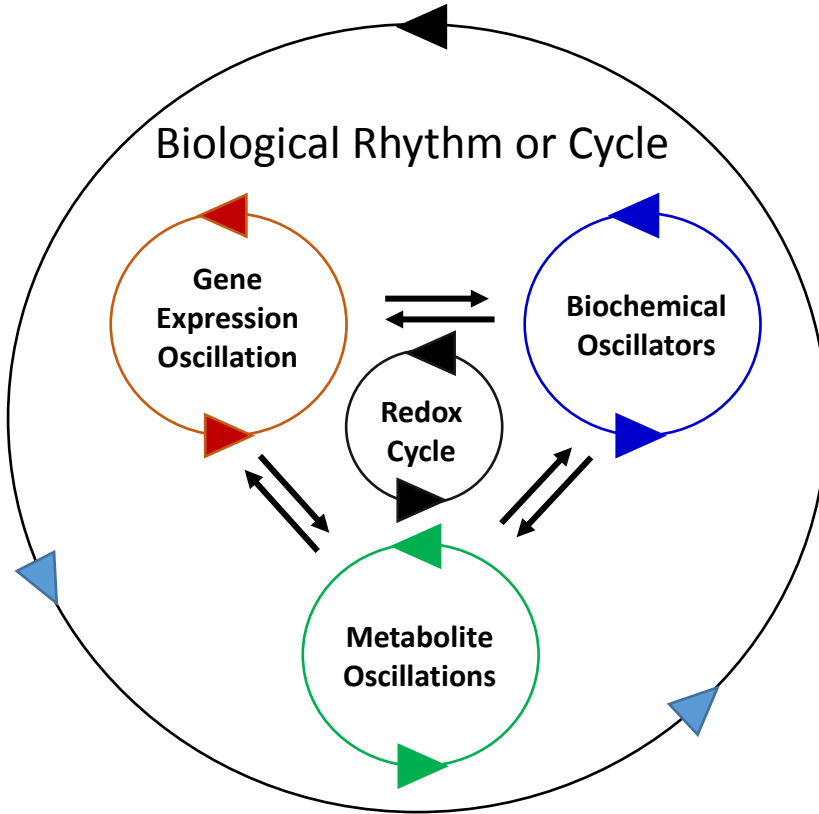 Biological Rhythm or Cycle
Gene
Expression
Oscillation
Biochemical
Oscillators
Redox
Cycle
Metabolite
Oscillations